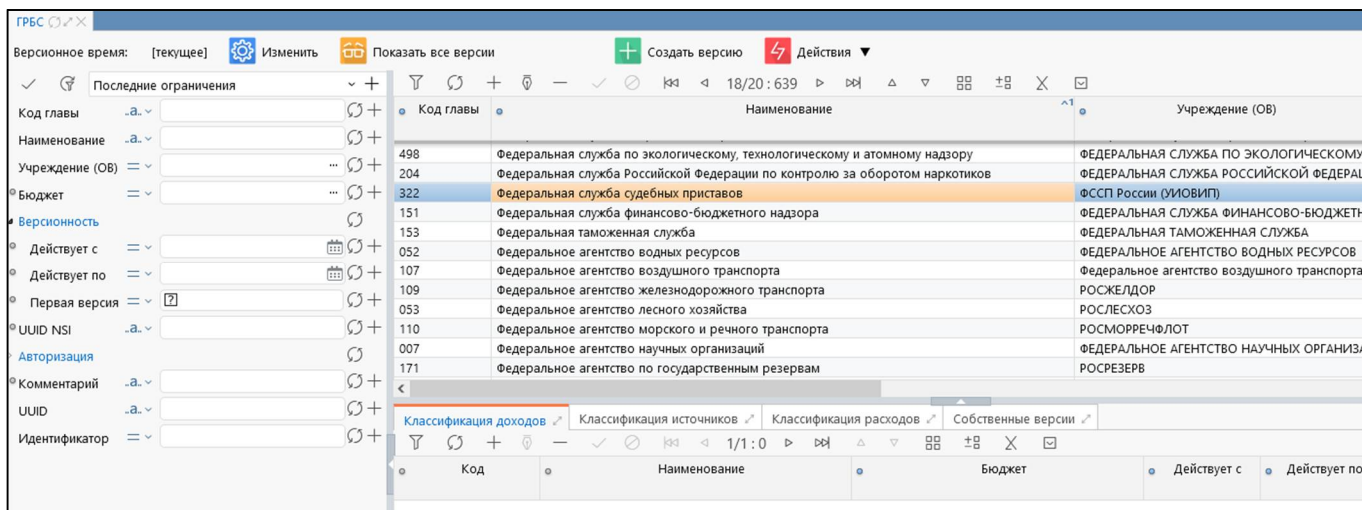 ГРБС
Версионное время: [текущее] Изменить Показать все версии Создать версию Действия ▼
Последние ограничения
18/20 : 639
Код главы .a.
Наименование .a.
Учреждение (ОВ) = ...
Бюджет = ...
Версионность
Действует с =
Действует по =
Первая версия = ?
UUID NSI .a.
Авторизация
Комментарий .a.
UUID .a.
Идентификатор =
Код главы Наименование ^1 Учреждение (ОВ)
498 Федеральная служба по экологическому, технологическому и атомному надзору ФЕДЕРАЛЬНАЯ СЛУЖБА ПО ЭКОЛОГИЧЕСКОМУ
204 Федеральная служба Российской Федерации по контролю за оборотом наркотиков ФЕДЕРАЛЬНАЯ СЛУЖБА РОССИЙСКОЙ ФЕДЕРАЦ
322 Федеральная служба судебных приставов ФССП России (УИОВИП)
151 Федеральная служба финансово-бюджетного надзора ФЕДЕРАЛЬНАЯ СЛУЖБА ФИНАНСОВО-БЮДЖЕТН
153 Федеральная таможенная служба ФЕДЕРАЛЬНАЯ ТАМОЖЕННАЯ СЛУЖБА
052 Федеральное агентство водных ресурсов ФЕДЕРАЛЬНОЕ АГЕНТСТВО ВОДНЫХ РЕСУРСОВ
107 Федеральное агентство воздушного транспорта Федеральное агентство воздушного транспорта
109 Федеральное агентство железнодорожного транспорта РОСЖЕЛДОР
053 Федеральное агентство лесного хозяйства РОСЛЕСХОЗ
110 Федеральное агентство морского и речного транспорта РОСМОРРЕЧФЛОТ
007 Федеральное агентство научных организаций ФЕДЕРАЛЬНОЕ АГЕНТСТВО НАУЧНЫХ ОРГАНИЗА
171 Федеральное агентство по государственным резервам РОСРЕЗЕРВ
Классификация доходов Классификация источников Классификация расходов Собственные версии
1/1 : 0
Код Наименование Бюджет Действует с Действует по